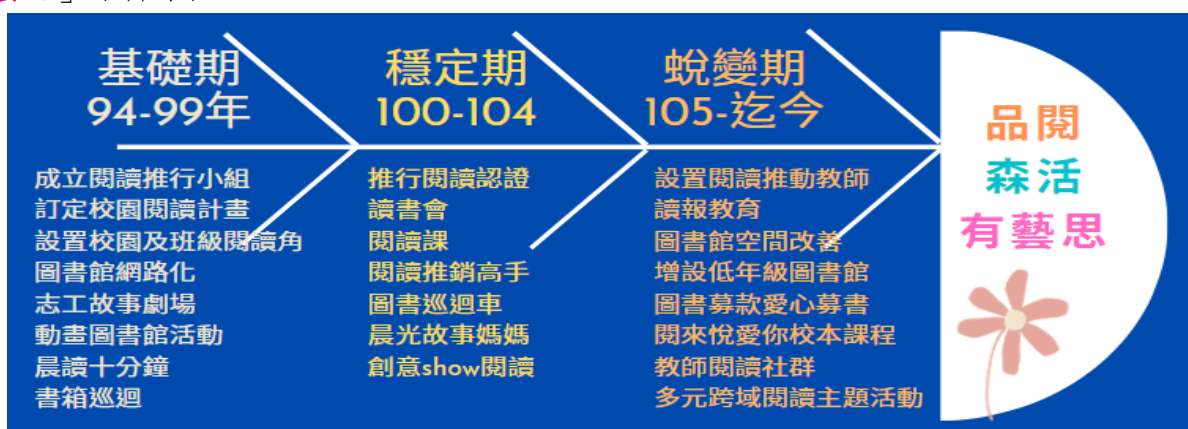 基礎期
94-99年
成立閱讀推行小組
訂定校園閱讀計畫
設置校園及班級閱讀角
圖書館網路化
志工故事劇場
動畫圖書館活動
晨讀十分鐘
書箱巡迴
穩定期
100-104
推行閱讀認證
讀書會
閱讀課
閱讀推銷高手
圖書巡迴車
晨光故事媽媽
創意show閱讀
蛻變期
105-迄今
設置閱讀推動教師
讀報教育
圖書館空間改善
增設低年級圖書館
圖書募款愛心募書
閱來悅愛你校本課程
教師閱讀社群
多元跨域閱讀主題活動
品閱
森活
有藝思